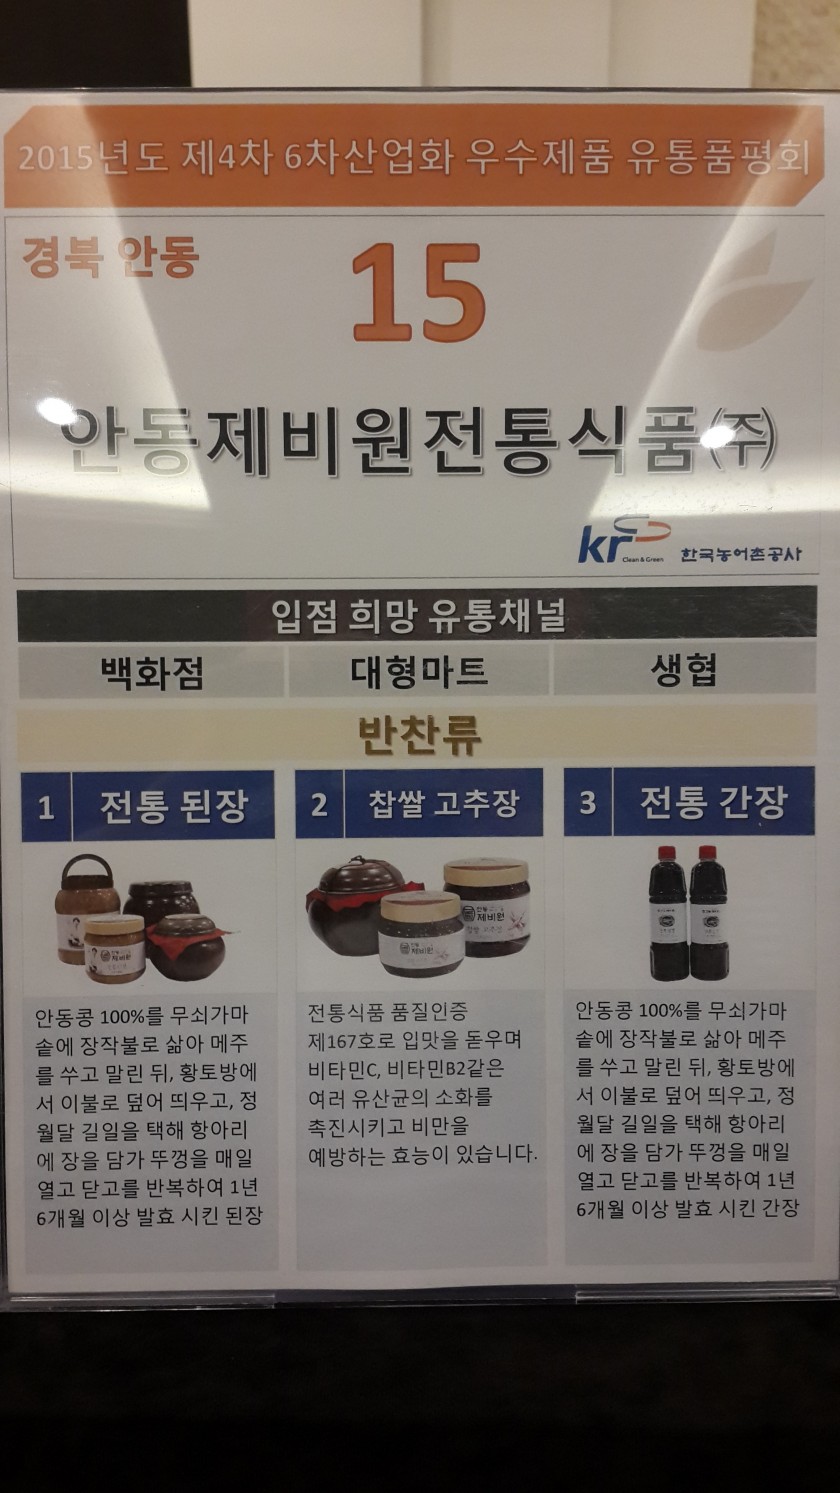 2015년도 제4차 6차산업화 우수제품 유통품평회
경북 안동
15
안동제비원전통식품㈜
kr
Clean & Green
한국농어촌공사
입점 희망 유통채널
백화점 대형마트 생협
반찬류
1 전통 된장
안동콩 100%를 무쇠가마
솥에 장작불로 삶아 메주
를 쑤고 말린 뒤, 황토방에
서 이불로 덮어 띄우고, 정
월달 길일을 택해 항아리
에 장을 담가 뚜껑을 매일
열고 닫고를 반복하여 1년
6개월 이상 발효 시킨 된장
2 찹쌀 고추장
안동
제비원
안동
제비원
찹쌀 고추장
전통식품 품질인증
제167호로 입맛을 돋우며
비타민C, 비타민B2같은
여러 유산균의 소화를
촉진시키고 비만을
예방하는 효능이 있습니다.
3 전통 간장
안동콩 100%를 무쇠가마
솥에 장작불로 삶아 메주
를 쑤고 말린 뒤, 황토방에
서 이불로 덮어 띄우고, 정
월달 길일을 택해 항아리
에 장을 담가 뚜껑을 매일
열고 닫고를 반복하여 1년
6개월 이상 발효 시킨 간장